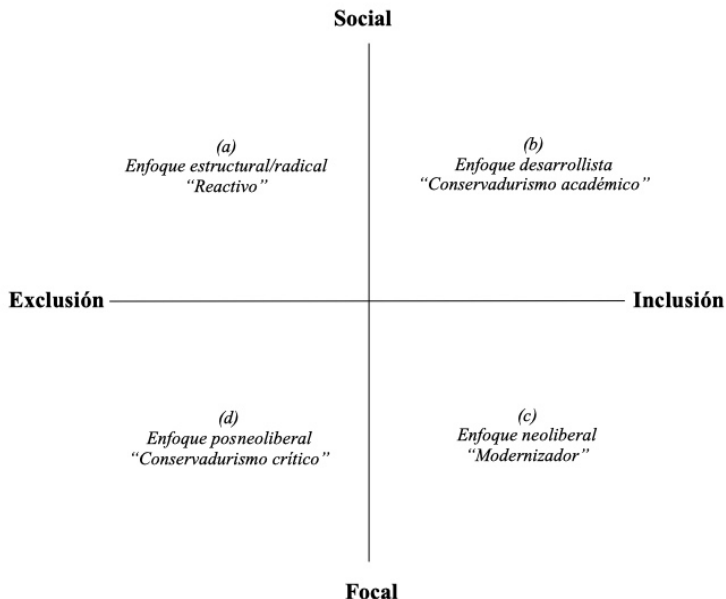 Social
(a)
Enfoque estructural/radical
“Reactivo”
(b)
Enfoque desarrollista
“Conservadurismo académico”
Exclusión
Inclusión
(d)
Enfoque posneoliberal
“Conservadurismo crítico”
(c)
Enfoque neoliberal
“Modernizador”
Focal